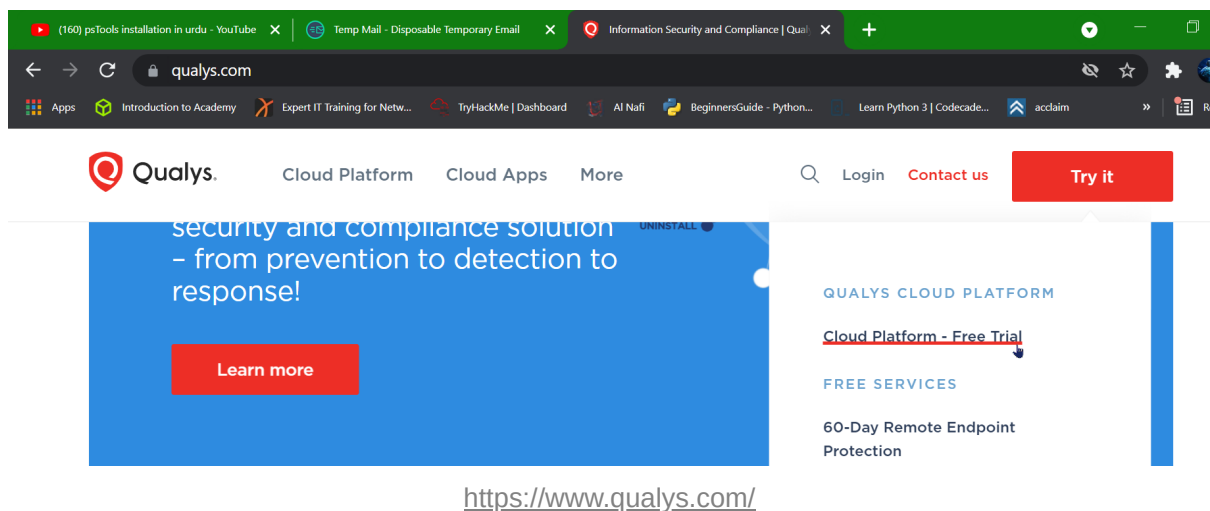 (160) psTools installation in urdu - YouTube
Temp Mail - Disposable Temporary Email
Information Security and Compliance | Qual
qualys.com
Apps
Introduction to Academy
Expert IT Training for Netw...
TryHackMe | Dashboard
Al Nafi
BeginnersGuide - Python...
Learn Python 3 | Codecade...
acclaim
»
Qualys.
Cloud Platform
Cloud Apps
More
Login
Contact us
Try it
security and compliance solution
– from prevention to detection to
response!
Learn more
UNINSTALL
QUALYS CLOUD PLATFORM
Cloud Platform - Free Trial
FREE SERVICES
60-Day Remote Endpoint
Protection
https://www.qualys.com/